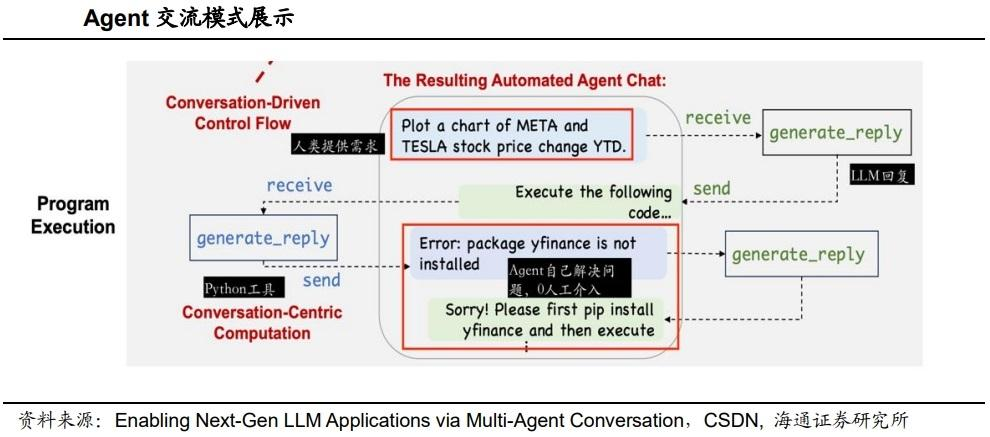 Agent 交流模式展示
The Resulting Automated Agent Chat:
Conversation-Driven
Control Flow
人类提供需求
Plot a chart of META and
TESLA stock price change YTD.
receive
generate_reply
LLM回复
Program
Execution
receive
Execute the following
code...
send
generate_reply
send
Python工具
Conversation-Centric
Computation
Error: package yfinance is not
installed
Agent自己解决问
题，0人工介入
generate_reply
Sorry! Please first pip install
yfinance and then execute
⋮
资料来源：Enabling Next-Gen LLM Applications via Multi-Agent Conversation，CSDN, 海通证券研究所